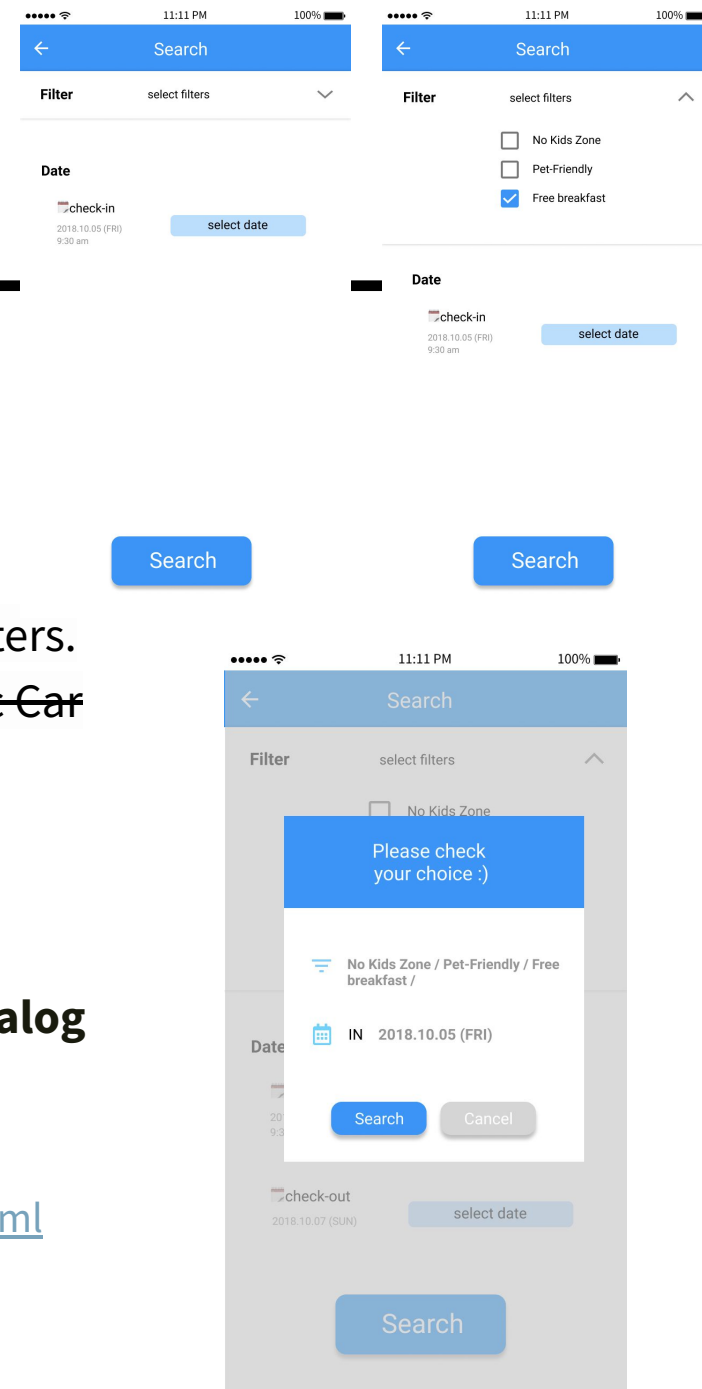 11:11 PM
100%
Search
Filter
select filters
Date
check-in
2018.10.05 (FRI)
9:30 am
select date
Search
11:11 PM
100%
Search
Filter
select filters
No Kids Zone
Pet-Friendly
Free breakfast
Date
check-in
2018.10.05 (FRI)
9:30 am
select date
Search
ters.
Car
alog
ml
11:11 PM
100%
Search
Filter
select filters
No Kids Zone
Please check
your choice :)
No Kids Zone / Pet-Friendly / Free
breakfast /
Date
IN 2018.10.05 (FRI)
20
9:3
Search
Cancel
check-out
2018.10.07 (SUN)
select date
Search